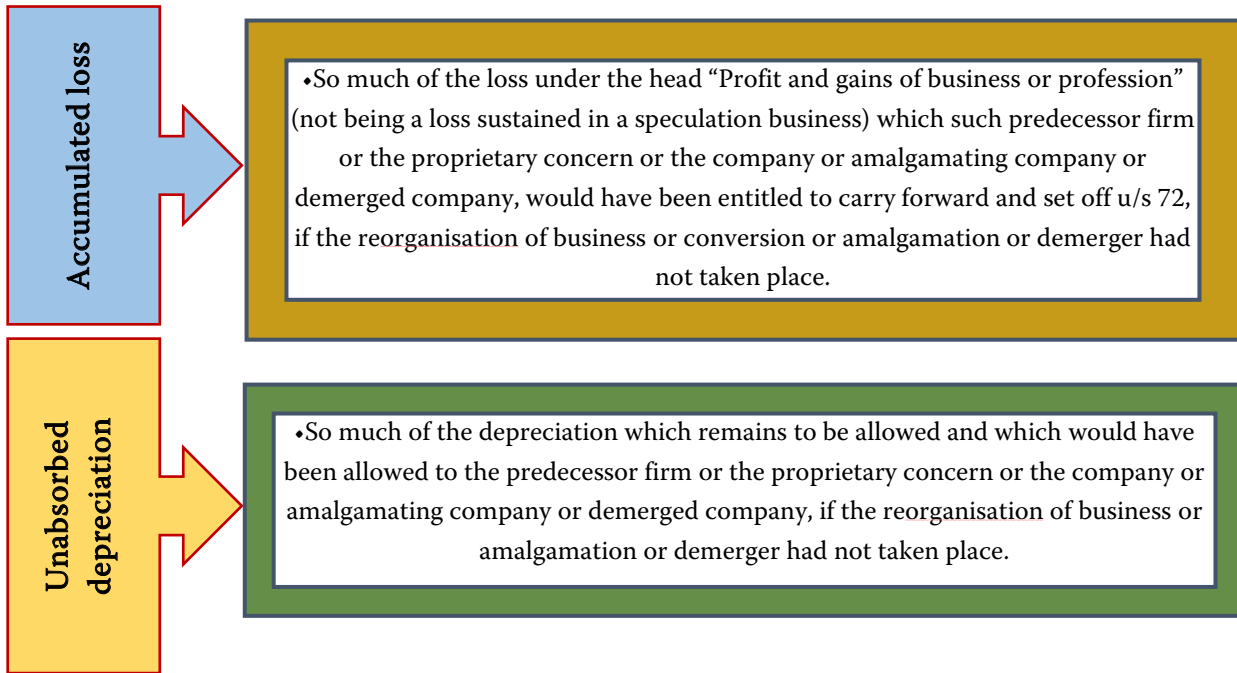 Accumulated loss
•So much of the loss under the head “Profit and gains of business or profession”
(not being a loss sustained in a speculation business) which such predecessor firm
or the proprietary concern or the company or amalgamating company or
demerged company, would have been entitled to carry forward and set off u/s 72,
if the reorganisation of business or conversion or amalgamation or demerger had
not taken place.
Unabsorbed
depreciation
•So much of the depreciation which remains to be allowed and which would have
been allowed to the predecessor firm or the proprietary concern or the company or
amalgamating company or demerged company, if the reorganisation of business or
amalgamation or demerger had not taken place.